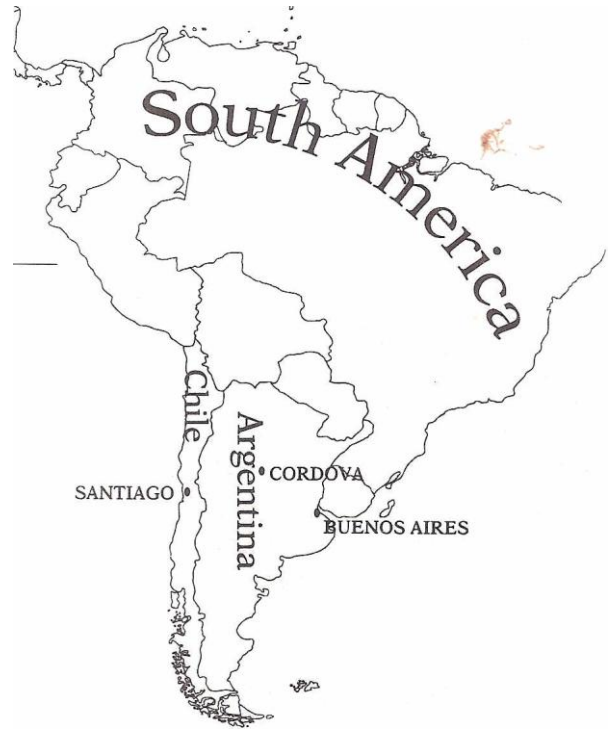 South America
Chile
Argentina
CORDOVA
SANTIAGO
BUENOS AIRES